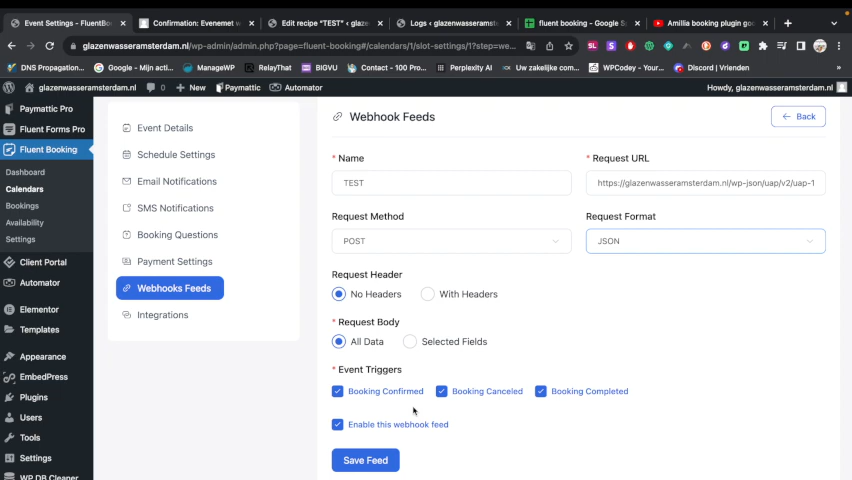 Event Settings - FluentBook
Confirmation: Evenemet w
Edit recipe "TEST" ‹ glaze
Logs ‹ glazenwasseramste
fluent booking - Google S
Amillia booking plugin goo
glazenwasseramsterdam.nl/wp-admin/admin.php?page=fluent-booking#/calendars/1/slot-settings/1?step=we...
DNS Propagation...
Google - Mijn acti...
ManageWP
RelayThat
BIGVU
Contact - 100 Pro...
Perplexity AI
Uw zakelijke com...
WPCodey - Your...
Discord | Vrienden
glazenwasseramsterdam.nl
0
New
Paymattic
Automator
Howdy, glazenwasseramsterdam.nl
Paymattic Pro
Fluent Forms Pro
Fluent Booking
Dashboard
Calendars
Bookings
Availability
Settings
Client Portal
Automator
Elementor
Templates
Appearance
EmbedPress
Plugins
Users
Tools
Settings
WP DB Cleaner
Event Details
Schedule Settings
Email Notifications
SMS Notifications
Booking Questions
Payment Settings
Webhooks Feeds
Integrations
Webhook Feeds
Back
* Name
TEST
* Request URL
https://glazenwasseramsterdam.nl/wp-json/uap/v2/uap-1
Request Method
POST
Request Format
JSON
Request Header
No Headers
With Headers
* Request Body
All Data
Selected Fields
* Event Triggers
Booking Confirmed
Booking Canceled
Booking Completed
Enable this webhook feed
Save Feed